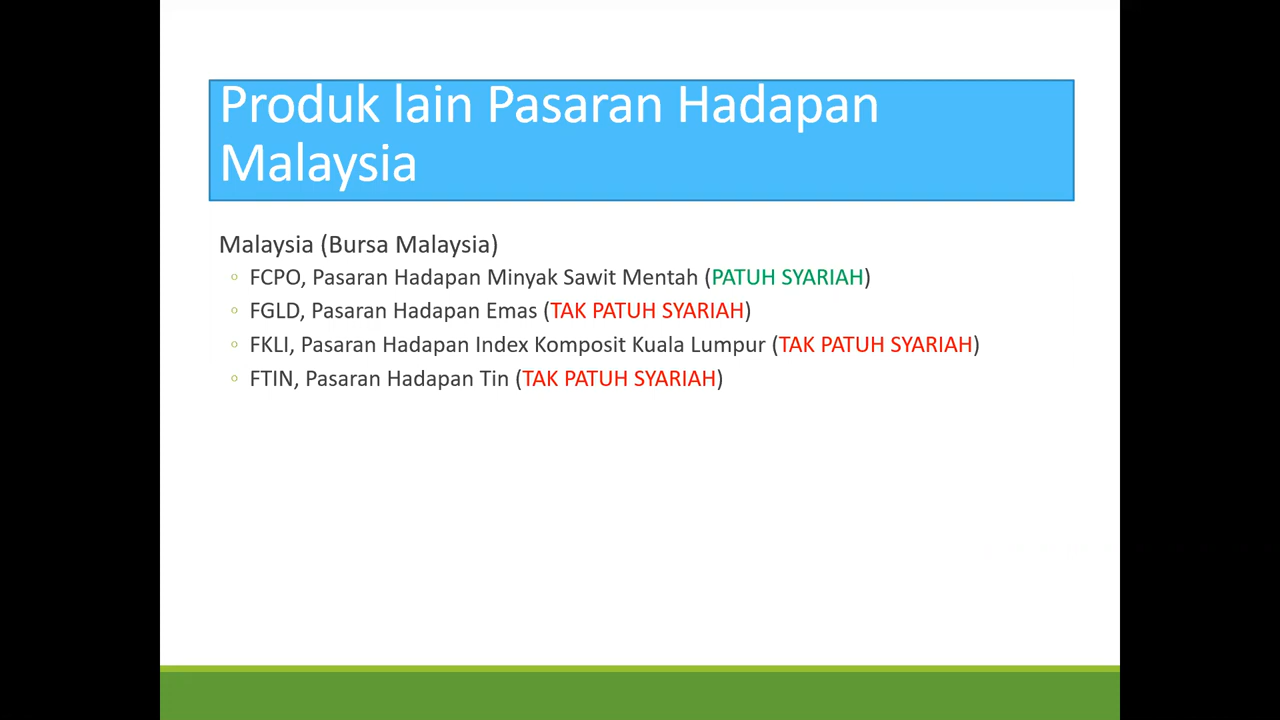 Produk lain Pasaran Hadapan
Malaysia
Malaysia (Bursa Malaysia)
◦ FCPO, Pasaran Hadapan Minyak Sawit Mentah (PATUH SYARIAH)
◦ FGLD, Pasaran Hadapan Emas (TAK PATUH SYARIAH)
◦ FKLI, Pasaran Hadapan Index Komposit Kuala Lumpur (TAK PATUH SYARIAH)
◦ FTIN, Pasaran Hadapan Tin (TAK PATUH SYARIAH)